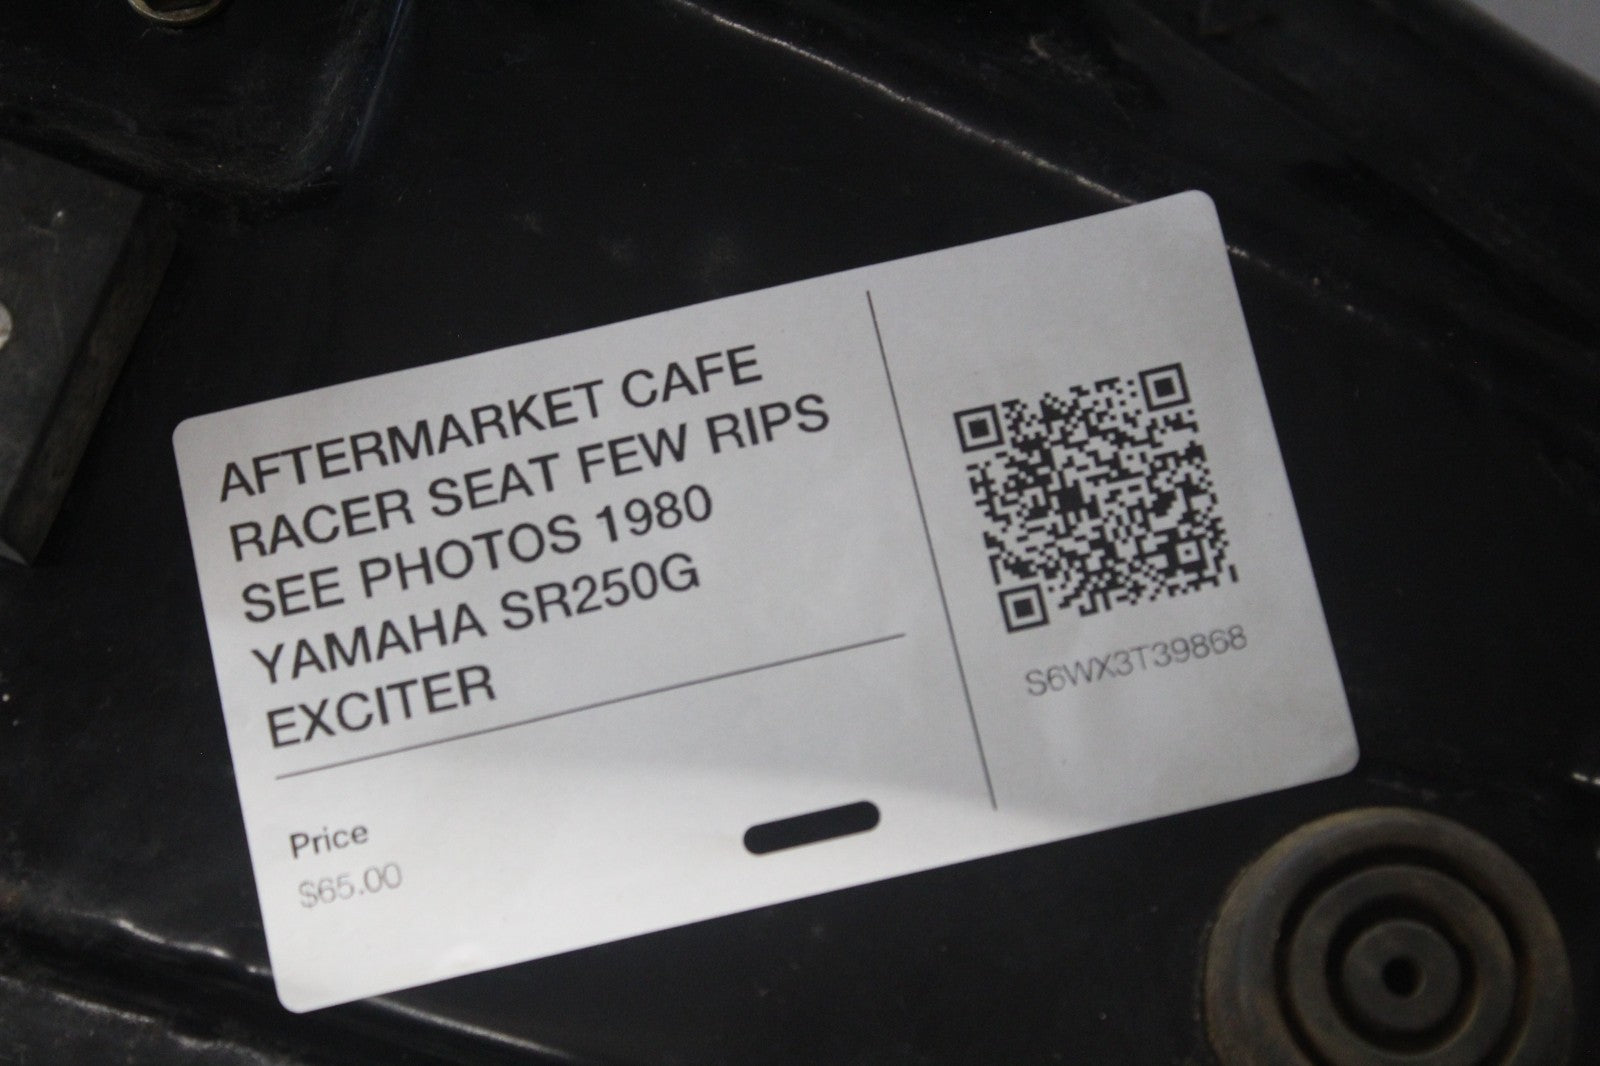 AFTERMARKET CAFE
RACER SEAT FEW RIPS
SEE PHOTOS 1980
YAMAHA SR250G
EXCITER
Price
$65.00
S6WX3T39868